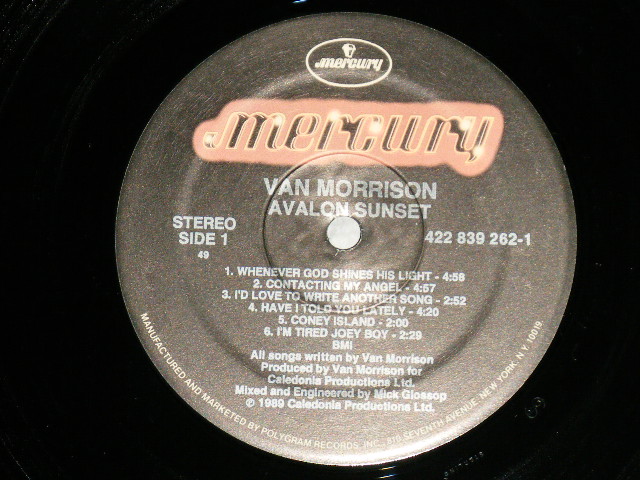 mercury
mercury
VAN MORRISON
AVALON SUNSET
STEREO
SIDE 1
49
422 839 262-1
1. WHENEVER GOD SHINES HIS LIGHT - 4:58
2. CONTACTING MY ANGEL - 4:57
3. I'D LOVE TO WRITE ANOTHER SONG - 2:52
4. HAVE I TOLD YOU LATELY - 4:20
5. CONEY ISLAND - 2:00
6. I'M TIRED JOEY BOY - 2:29
BMI
All songs written by Van Morrison
Produced by Van Morrison for
Caledonia Productions Ltd.
Mixed and Engineered by Mick Glossop
℗ 1989 Caledonia Productions Ltd.
MANUFACTURED AND MARKETED BY POLYGRAM RECORDS, INC., 810 SEVENTH AVENUE, NEW YORK, N.Y. 10019